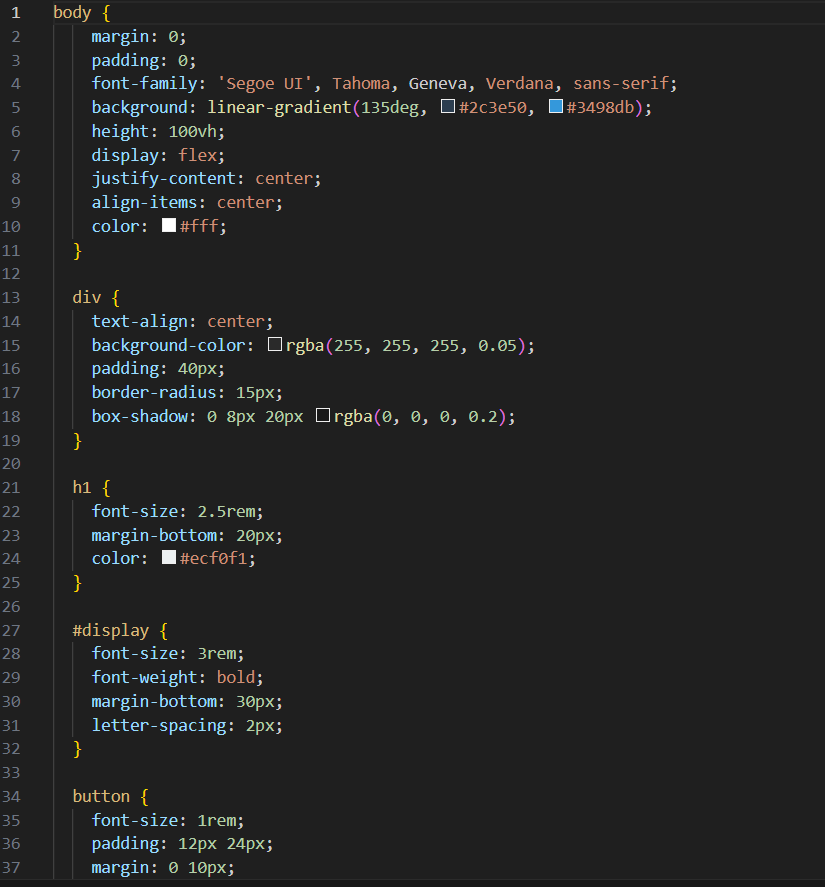 1 body {
2 margin: 0;
3 padding: 0;
4 font-family: 'Segoe UI', Tahoma, Geneva, Verdana, sans-serif;
5 background: linear-gradient(135deg, #2c3e50, #3498db);
6 height: 100vh;
7 display: flex;
8 justify-content: center;
9 align-items: center;
10 color: #fff;
11 }
12
13 div {
14 text-align: center;
15 background-color: rgba(255, 255, 255, 0.05);
16 padding: 40px;
17 border-radius: 15px;
18 box-shadow: 0 8px 20px rgba(0, 0, 0, 0.2);
19 }
20
21 h1 {
22 font-size: 2.5rem;
23 margin-bottom: 20px;
24 color: #ecf0f1;
25 }
26
27 #display {
28 font-size: 3rem;
29 font-weight: bold;
30 margin-bottom: 30px;
31 letter-spacing: 2px;
32 }
33
34 button {
35 font-size: 1rem;
36 padding: 12px 24px;
37 margin: 0 10px;